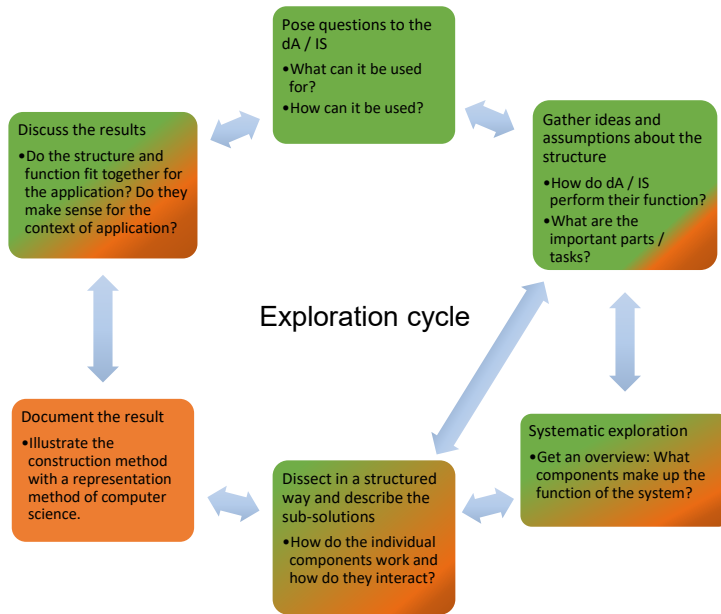 Pose questions to the
dA / IS
•What can it be used
for?
•How can it be used?
Gather ideas and
assumptions about the
structure
•How do dA / IS
perform their function?
•What are the
important parts /
tasks?
Systematic exploration
•Get an overview: What
components make up the
function of the system?
Dissect in a structured
way and describe the
sub-solutions
•How do the individual
components work and
how do they interact?
Document the result
•Illustrate the
construction method
with a representation
method of computer
science.
Discuss the results
•Do the structure and
function fit together for
the application? Do they
make sense for the
context of application?
Exploration cycle